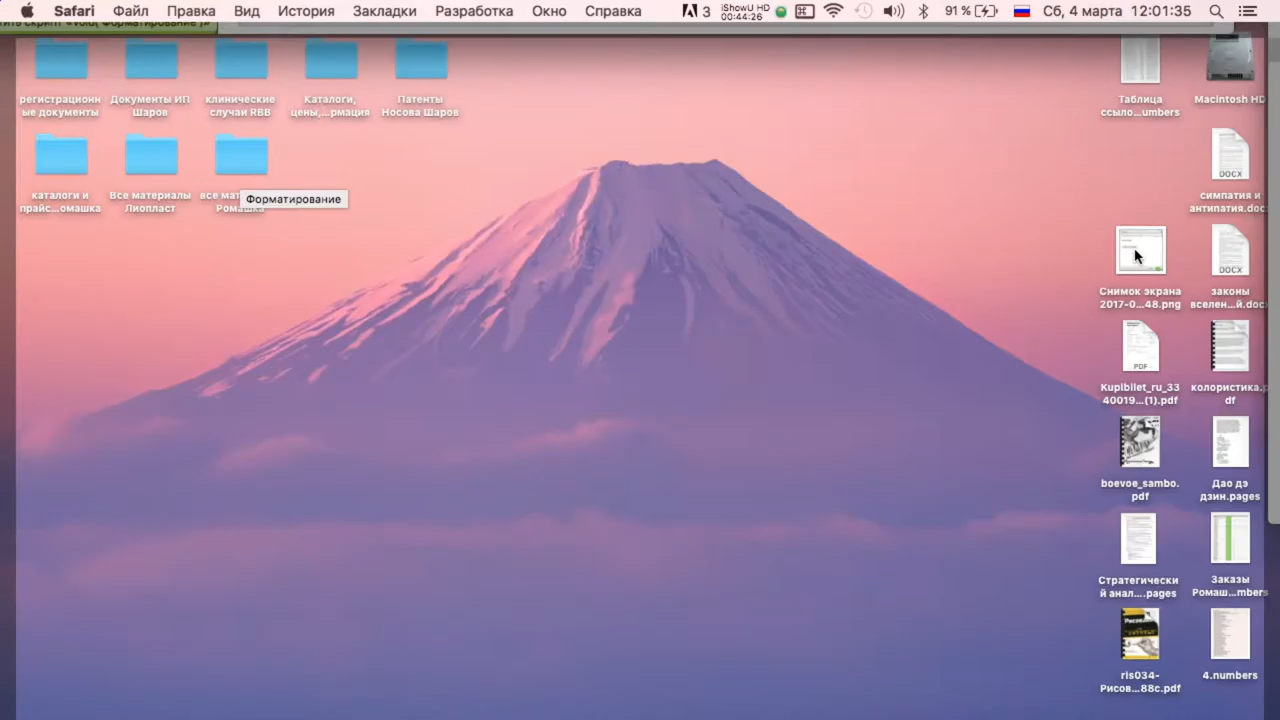 Safari Файл Правка Вид История Закладки Разработка Окно Справка 3 iShowU HD 00:44:26 91 % Сб, 4 марта 12:01:35
регистрационн
ые документы
Документы ИП
Шаров
клинические
случаи RBB
Каталоги,
цены,...рмация
Патенты
Носова Шаров
Таблица
ссыло...umbers
Macintosh HD
каталоги и
прайс...омашка
Все материалы
Лиопласт
все мат
Ромашка
Форматирование
DOCX
симпатия и
антипатия.docx
Снимок экрана
2017-0...48.png
DOCX
законы
вселен...й.docx
PDF
Kupibilet_ru_33
40019...(1).pdf
колористика.p
df
boevoe_sambo.
pdf
Дао дэ
дзин.pages
Стратегически
й анал....pages
Заказы
Ромаш...mbers
ris034-
Рисов...88c.pdf
4.numbers